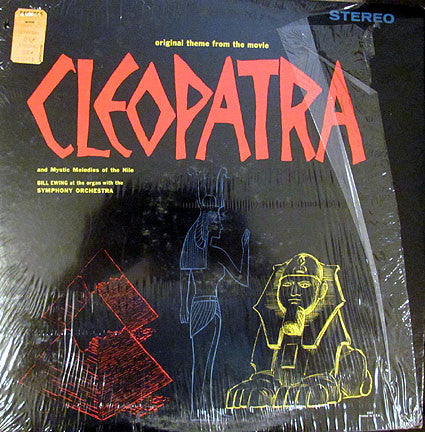 STEREO
original theme from the movie
CLEOPATRA
and Mystic Melodies of the Nile
BILL EWING at the organ with the
SYMPHONY ORCHESTRA